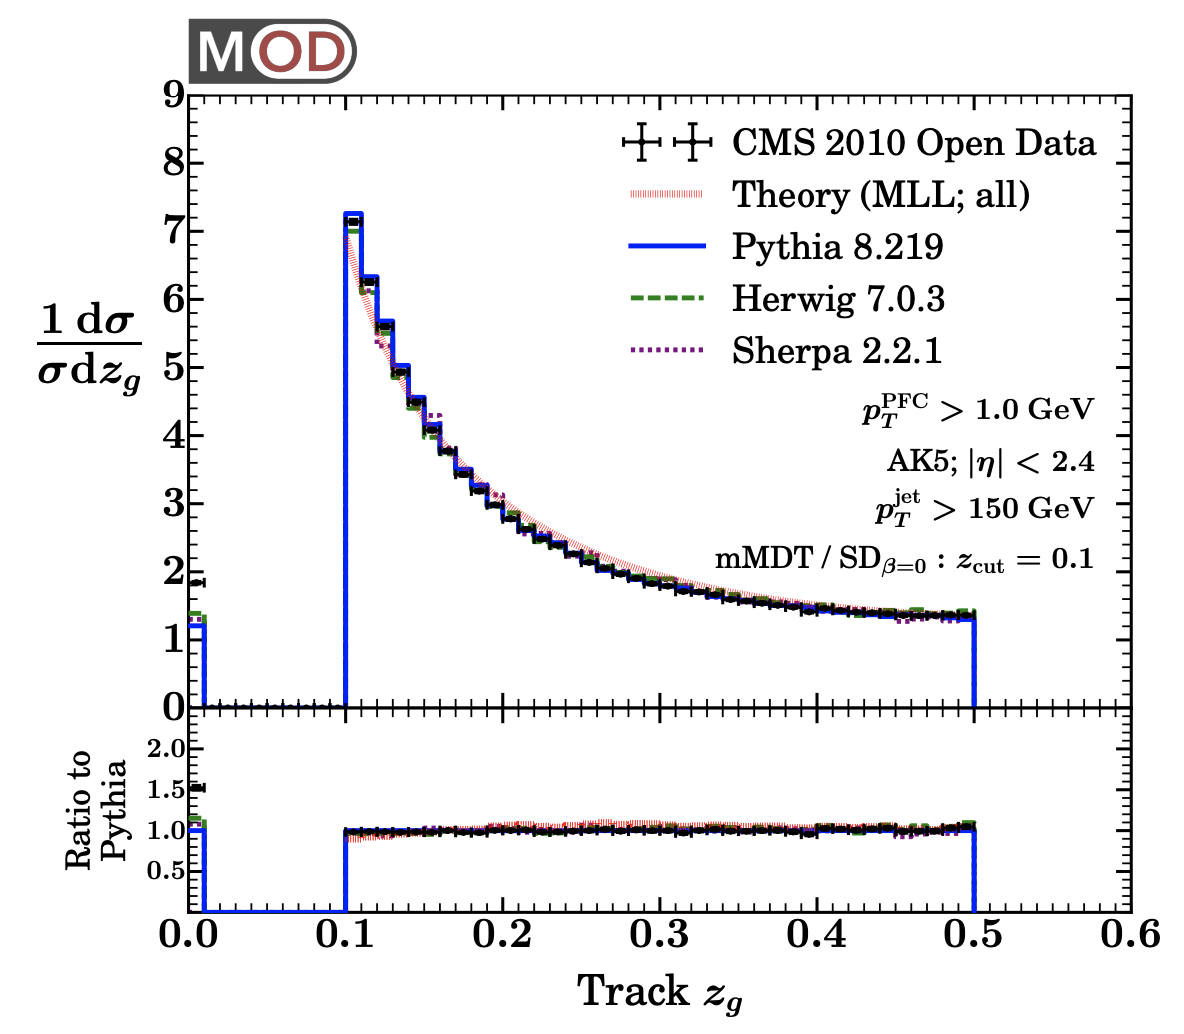 MOD
9
8
7
6
5
4
3
2
1
0
1 dσ
σ dz_g
CMS 2010 Open Data
Theory (MLL; all)
Pythia 8.219
Herwig 7.0.3
Sherpa 2.2.1
p_T^PFC > 1.0 GeV
AK5; |η| < 2.4
p_T^jet > 150 GeV
mMDT / SD_β=0 : z_cut = 0.1
Ratio to
Pythia
2.0
1.5
1.0
0.5
0.0 0.1 0.2 0.3 0.4 0.5 0.6
Track z_g